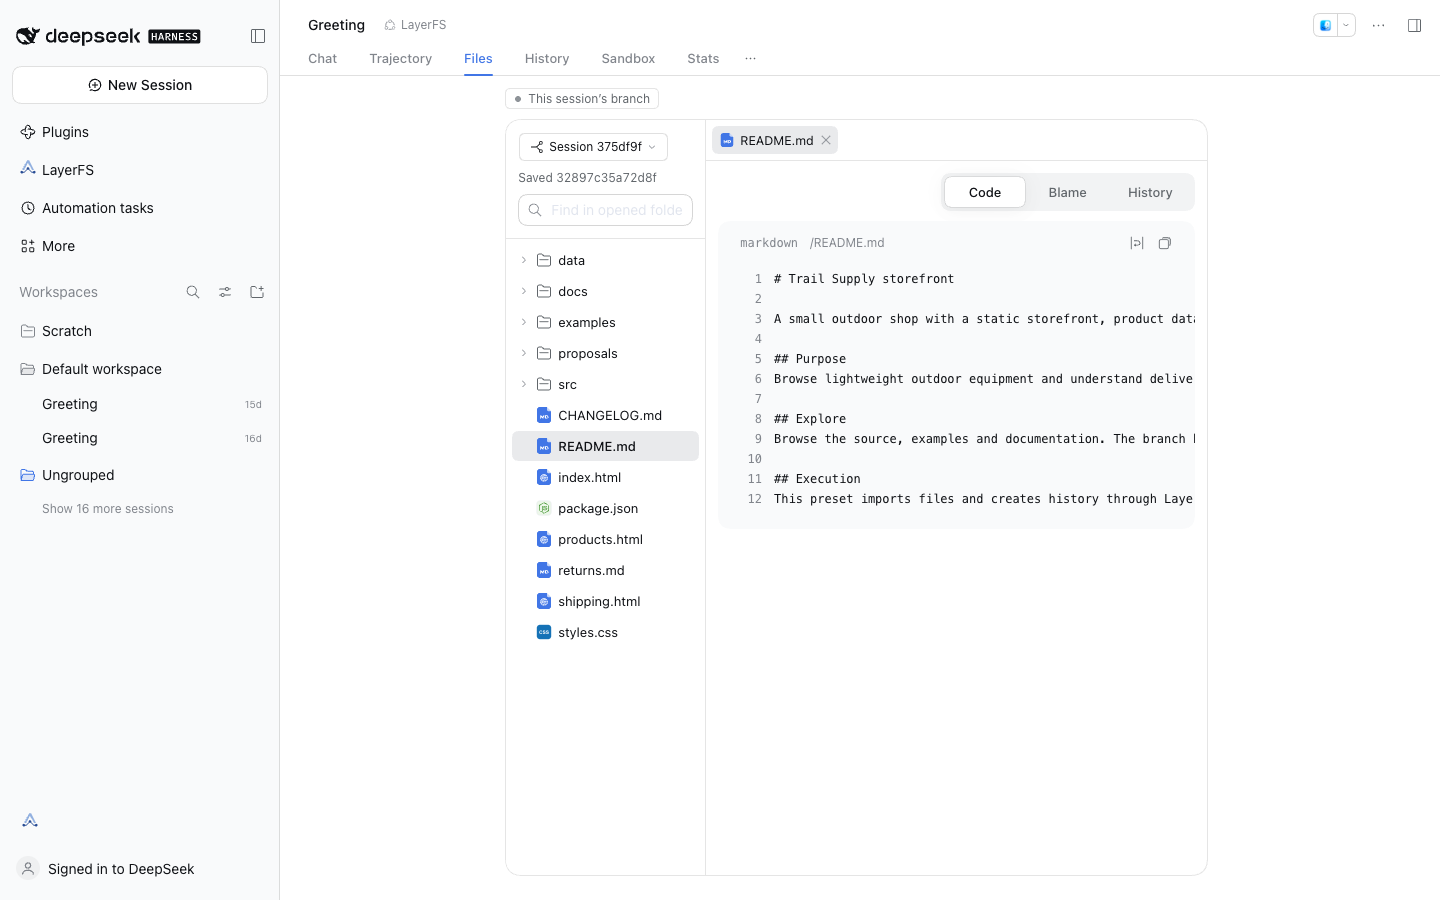 deepseek HARNESS
New Session
Plugins
LayerFS
Automation tasks
More
Workspaces
Scratch
Default workspace
Greeting 15d
Greeting 16d
Ungrouped
Show 16 more sessions
Signed in to DeepSeek
Greeting LayerFS
Chat Trajectory Files History Sandbox Stats
This session's branch
Session 375df9f
Saved 32897c35a72d8f
Find in opened folde
data
docs
examples
proposals
src
CHANGELOG.md
README.md
index.html
package.json
products.html
returns.md
shipping.html
styles.css
README.md
Code Blame History
markdown /README.md
1 # Trail Supply storefront
2
3 A small outdoor shop with a static storefront, product data
4
5 ## Purpose
6 Browse lightweight outdoor equipment and understand delive
7
8 ## Explore
9 Browse the source, examples and documentation. The branch
10
11 ## Execution
12 This preset imports files and creates history through Laye